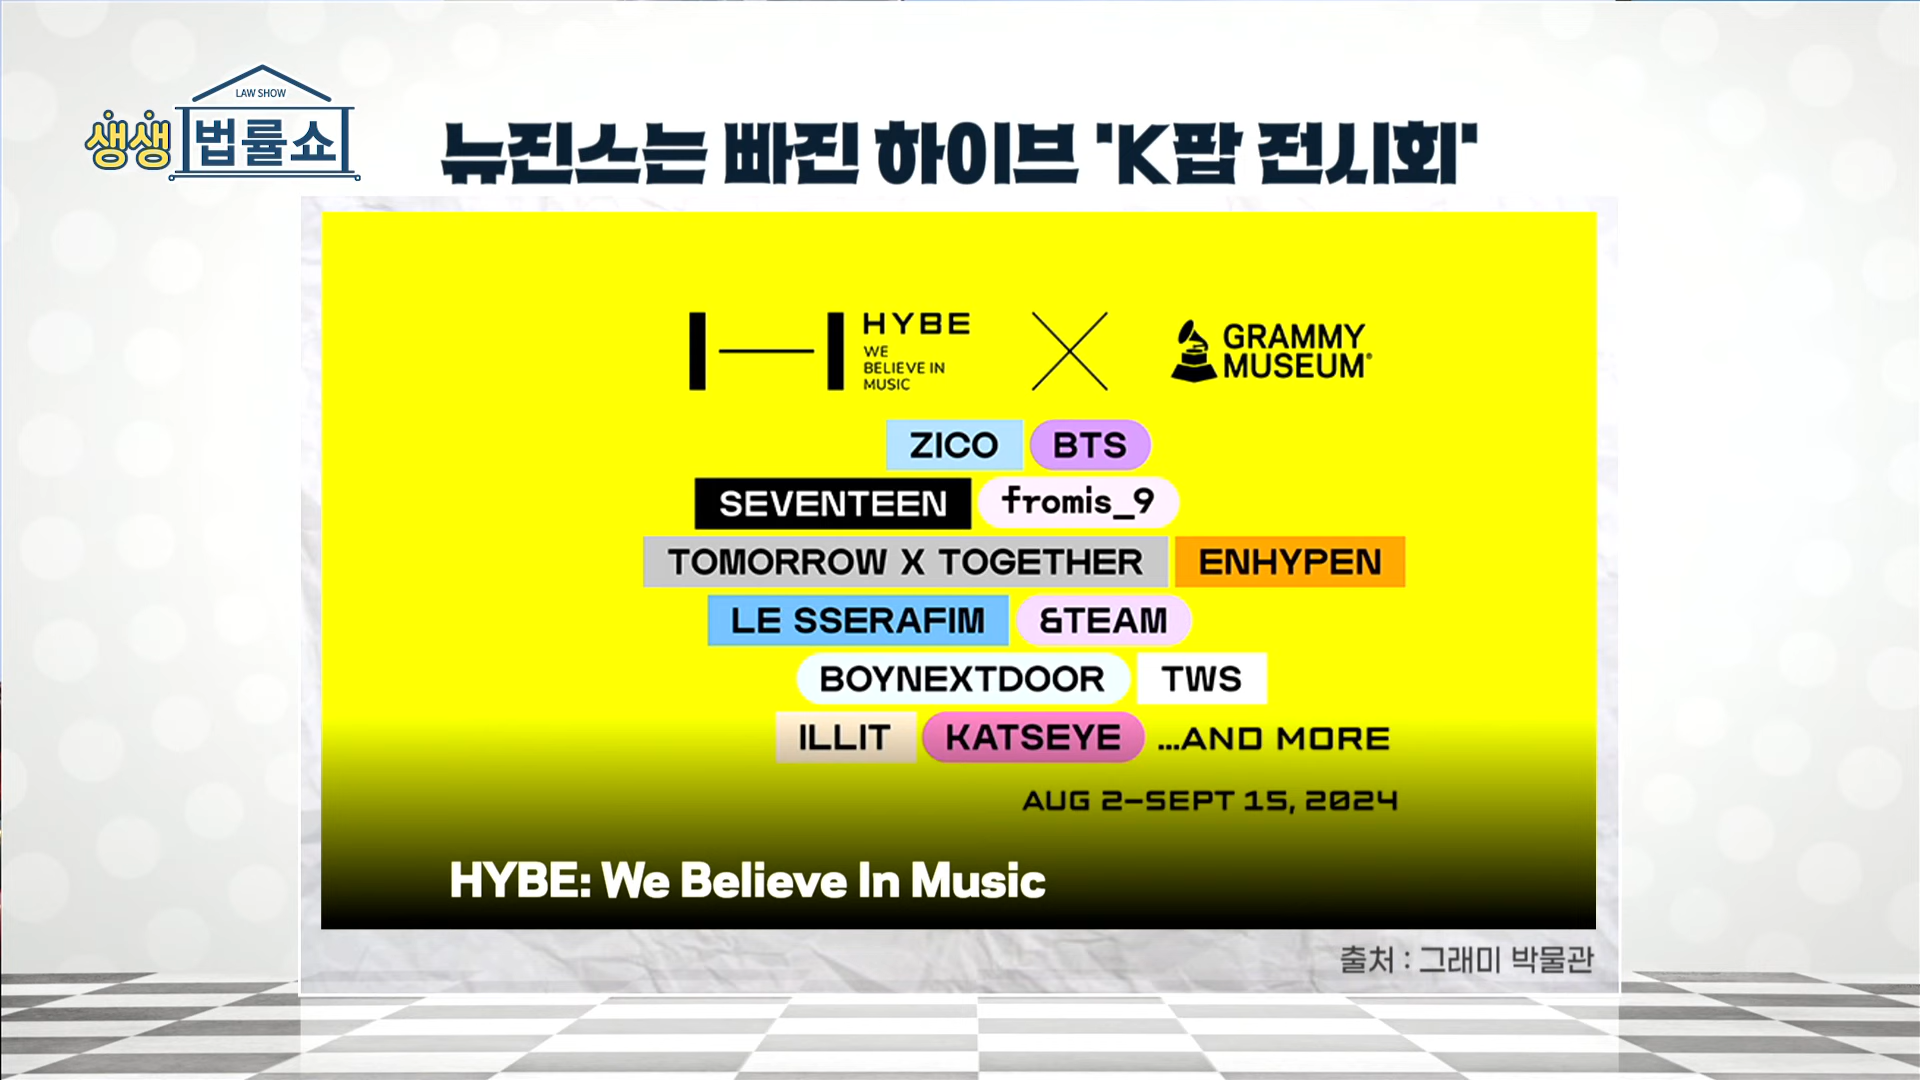 LAW SHOW
생생 법률쇼
뉴진스는 빠진 하이브 'K팝 전시회'
HYBE
WE
BELIEVE IN
MUSIC
GRAMMY
MUSEUM®
ZICO BTS
SEVENTEEN fromis_9
TOMORROW X TOGETHER ENHYPEN
LE SSERAFIM &TEAM
BOYNEXTDOOR TWS
ILLIT KATSEYE ...AND MORE
AUG 2–SEPT 15, 2024
HYBE: We Believe In Music
출처 : 그래미 박물관